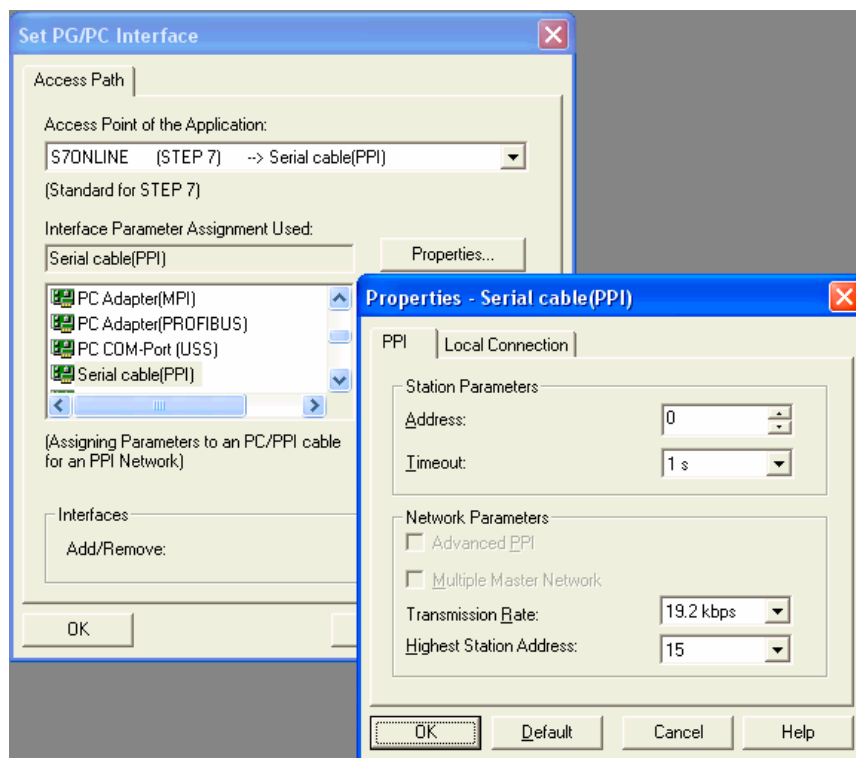 Set PG/PC Interface
Access Path
Access Point of the Application:
S7ONLINE (STEP 7) --> Serial cable(PPI)
(Standard for STEP 7)
Interface Parameter Assignment Used:
Serial cable(PPI)
Properties...
PC Adapter(MPI)
PC Adapter(PROFIBUS)
PC COM-Port (USS)
Serial cable(PPI)
(Assigning Parameters to an PC/PPI cable
for an PPI Network)
Interfaces
Add/Remove:
OK
Properties - Serial cable(PPI)
PPI
Local Connection
Station Parameters
Address:
0
Timeout:
1 s
Network Parameters
Advanced PPI
Multiple Master Network
Transmission Rate:
19.2 kbps
Highest Station Address:
15
OK
Default
Cancel
Help